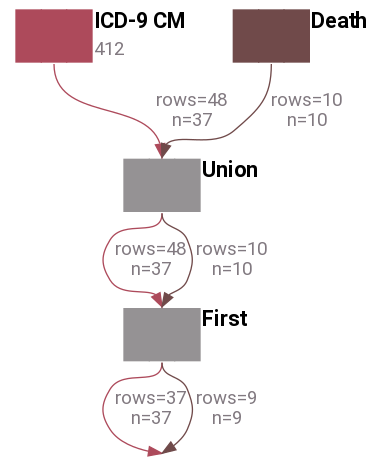 ICD-9 CM
412
Death
rows=48
n=37
rows=10
n=10
Union
rows=48
n=37
rows=10
n=10
First
rows=37
n=37
rows=9
n=9